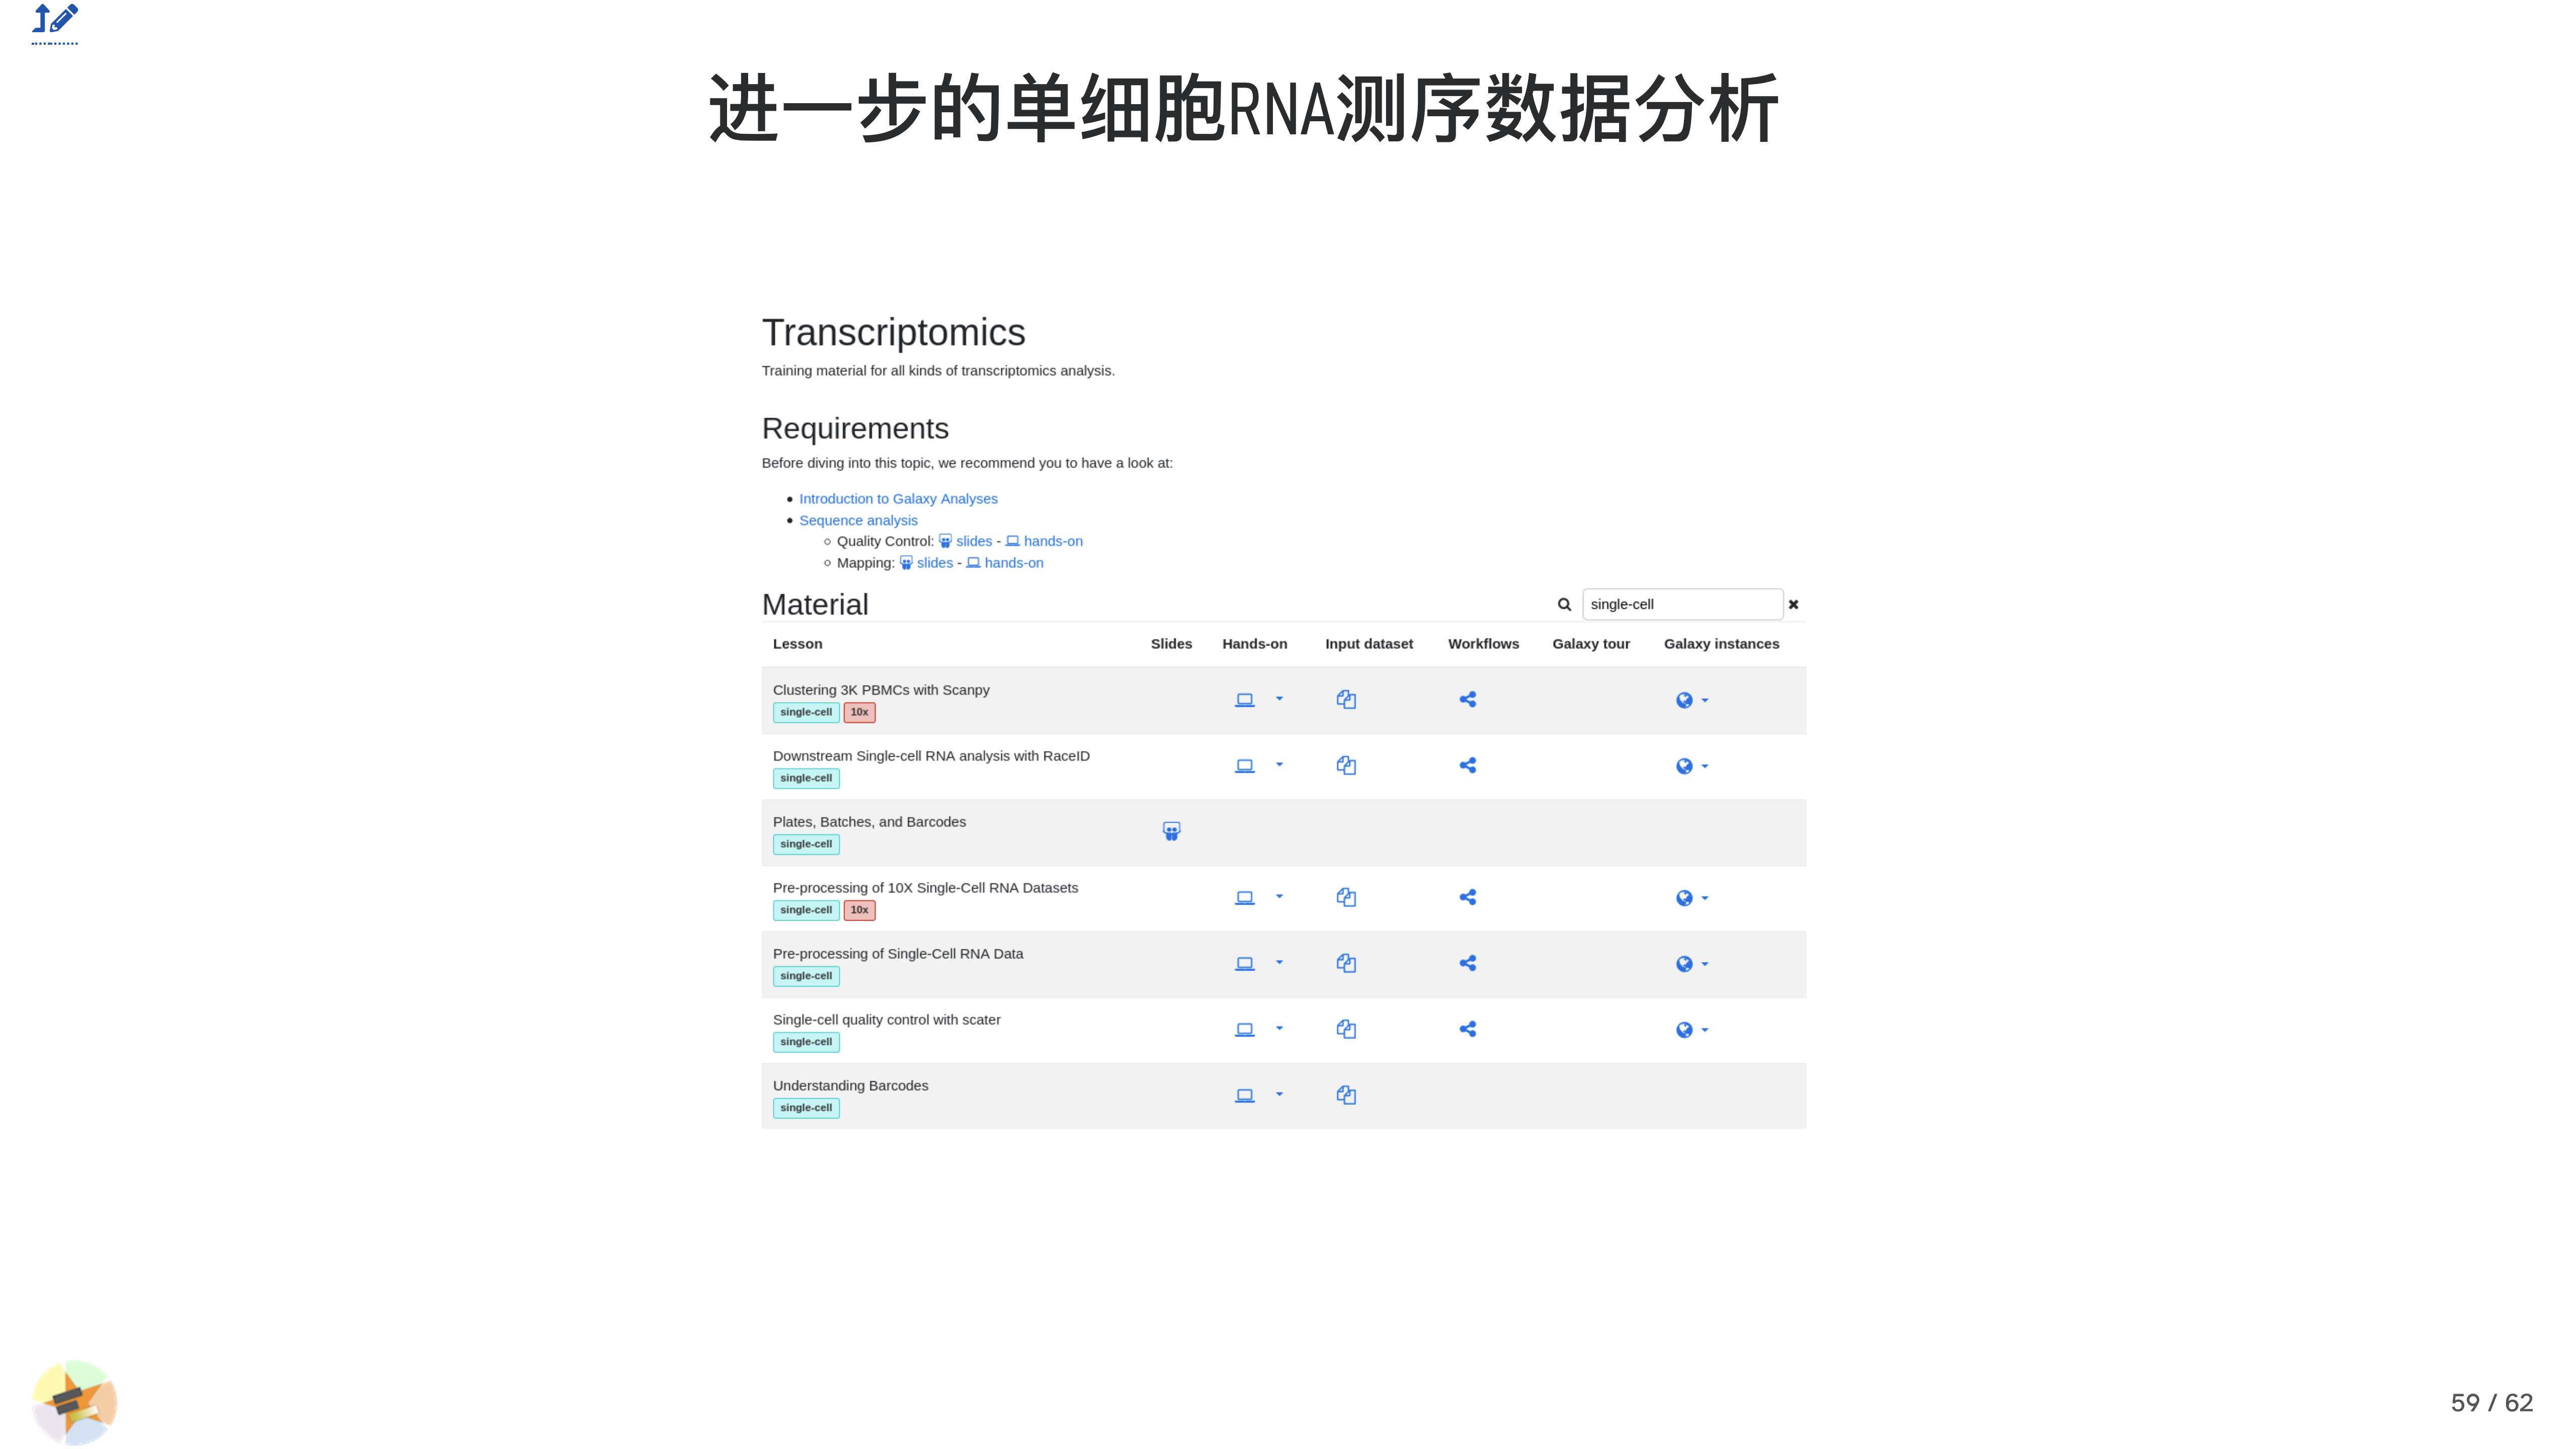 进一步的单细胞RNA测序数据分析
Transcriptomics
Training material for all kinds of transcriptomics analysis.
Requirements
Before diving into this topic, we recommend you to have a look at:
Introduction to Galaxy Analyses
Sequence analysis
Quality Control: slides - hands-on
Mapping: slides - hands-on
Material single-cell
Lesson Slides Hands-on Input dataset Workflows Galaxy tour Galaxy instances
Clustering 3K PBMCs with Scanpy
single-cell 10x
Downstream Single-cell RNA analysis with RaceID
single-cell
Plates, Batches, and Barcodes
single-cell
Pre-processing of 10X Single-Cell RNA Datasets
single-cell 10x
Pre-processing of Single-Cell RNA Data
single-cell
Single-cell quality control with scater
single-cell
Understanding Barcodes
single-cell
59 / 62